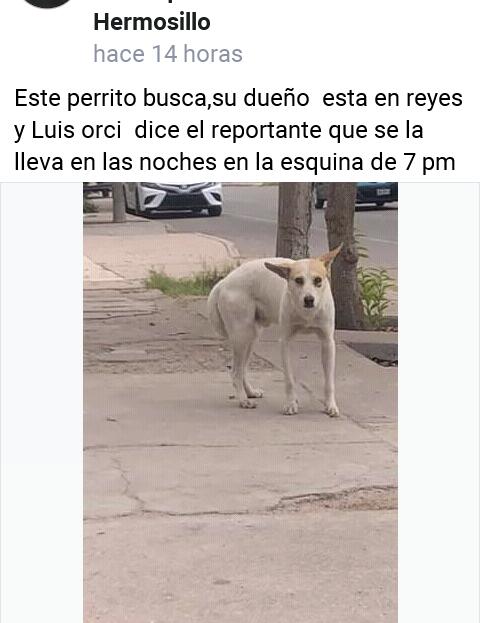 Hermosillo
hace 14 horas
Este perrito busca,su dueño esta en reyes
y Luis orci dice el reportante que se la
lleva en las noches en la esquina de 7 pm